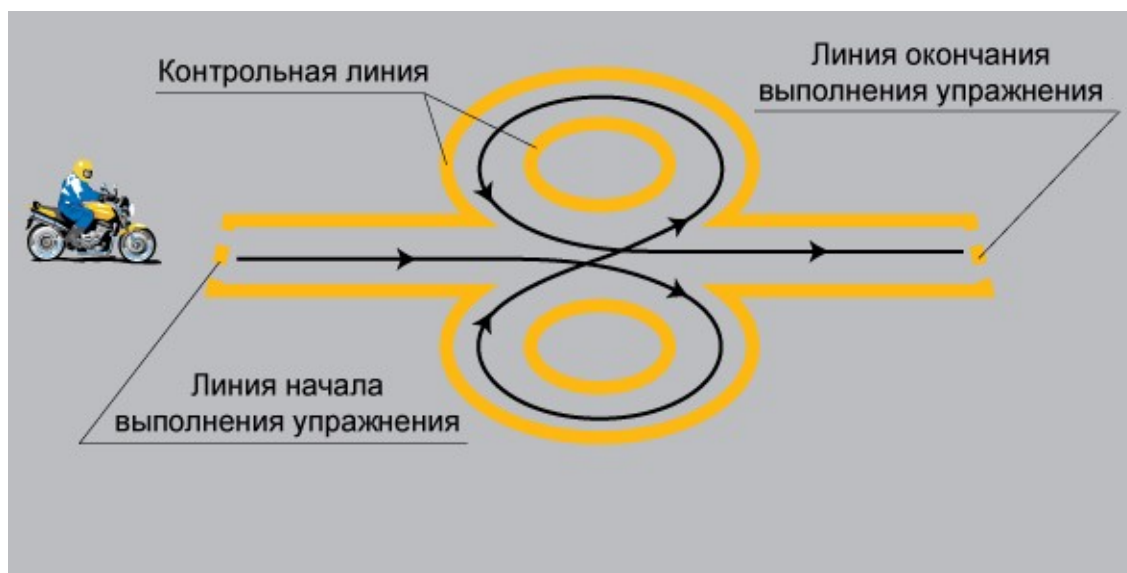 Контрольная линия
Линия окончания
выполнения упражнения
Линия начала
выполнения упражнения